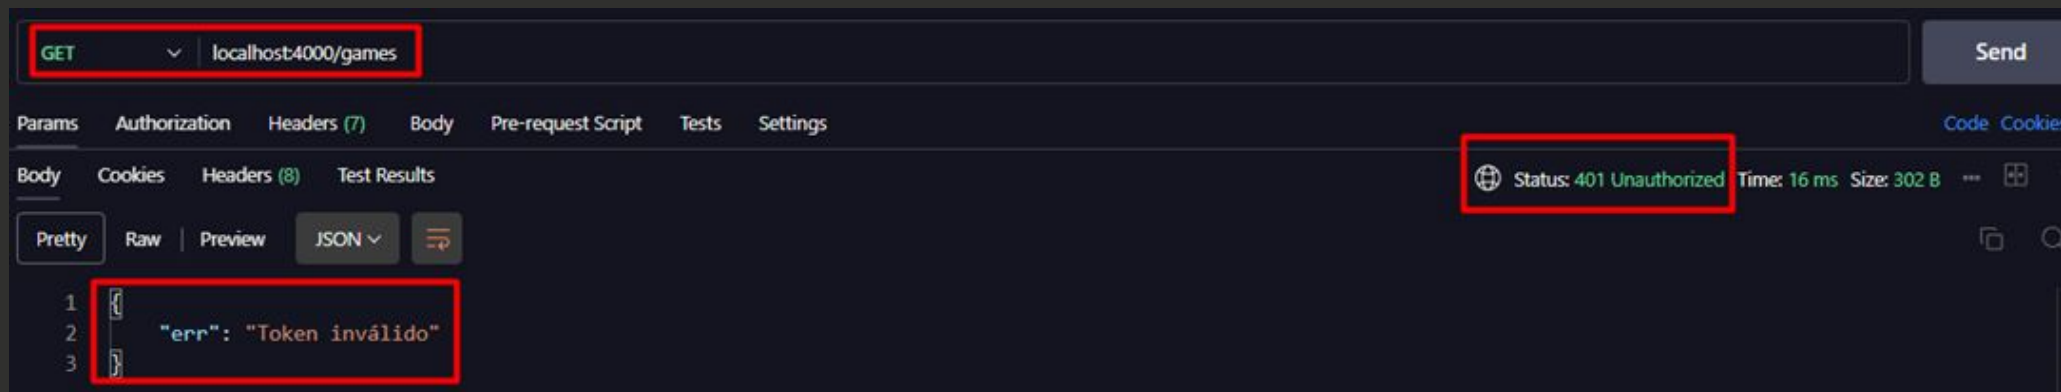 GET localhost:4000/games Send
Params Authorization Headers (7) Body Pre-request Script Tests Settings Code Cookies
Body Cookies Headers (8) Test Results Status: 401 Unauthorized Time: 16 ms Size: 302 B
Pretty Raw Preview JSON
1 {
2 "err": "Token inválido"
3 }